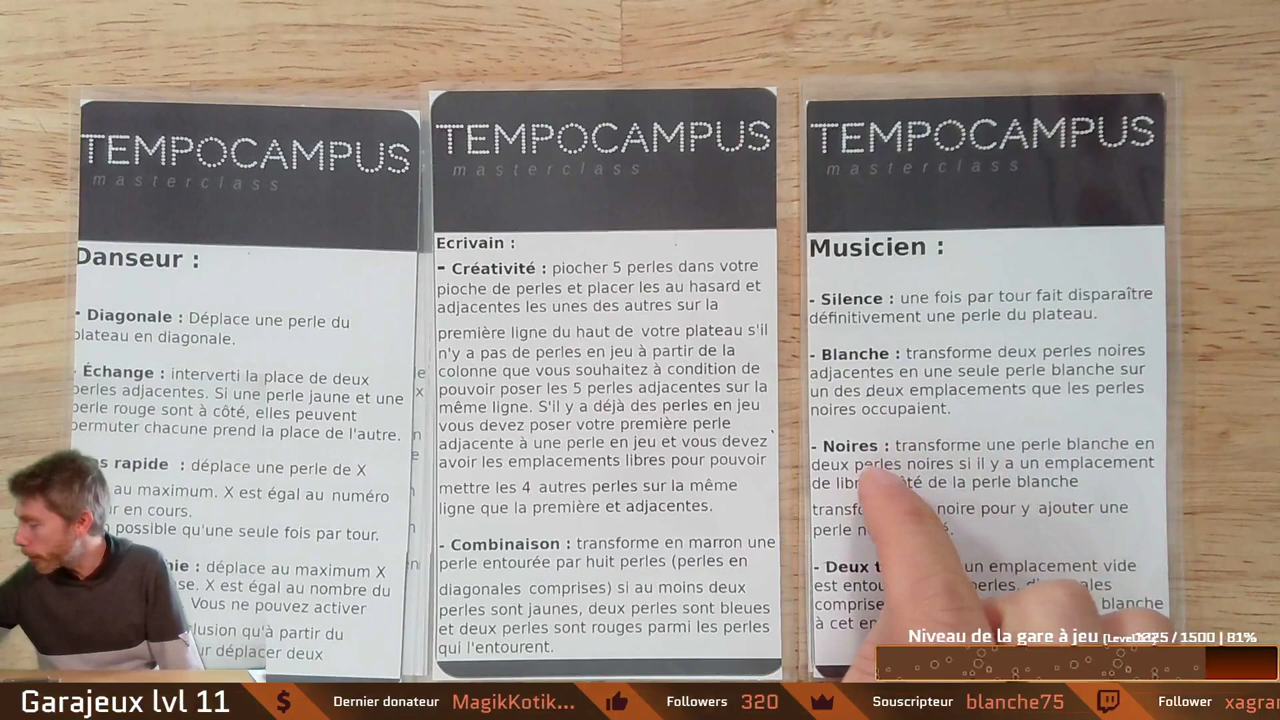 TEMPOCAMPUS
masterclass
Danseur :
- Diagonale : Déplace une perle du
plateau en diagonale.
- Échange : interverti la place de deux
perles adjacentes. Si une perle jaune et une
perle rouge sont à côté, elles peuvent
permuter chacune prend la place de l'autre.
rapide : déplace une perle de X
au maximum. X est égal au numéro
en cours.
possible qu'une seule fois par tour.
: déplace au maximum X
X est égal au nombre du
Vous ne pouvez activer
qu'à partir du
déplacer deux
TEMPOCAMPUS
masterclass
Ecrivain :
- Créativité : piocher 5 perles dans votre
pioche de perles et placer les au hasard et
adjacentes les unes des autres sur la
première ligne du haut de votre plateau s'il
n'y a pas de perles en jeu à partir de la
colonne que vous souhaitez à condition de
pouvoir poser les 5 perles adjacentes sur la
même ligne. S'il y a déjà des perles en jeu
vous devez poser votre première perle
adjacente à une perle en jeu et vous devez
avoir les emplacements libres pour pouvoir
mettre les 4 autres perles sur la même
ligne que la première et adjacentes.
- Combinaison : transforme en marron une
perle entourée par huit perles (perles en
diagonales comprises) si au moins deux
perles sont jaunes, deux perles sont bleues
et deux perles sont rouges parmi les perles
qui l'entourent.
TEMPOCAMPUS
masterclass
Musicien :
- Silence : une fois par tour fait disparaître
définitivement une perle du plateau.
- Blanche : transforme deux perles noires
adjacentes en une seule perle blanche sur
un des deux emplacements que les perles
noires occupaient.
- Noires : transforme une perle blanche en
deux perles noires si il y a un emplacement
de de la perle blanche
noire pour y ajouter une
perle
- Deux un emplacement vide
est perles,
blanche
à cet
Niveau de la gare à jeu
/ 1500 | 81%
Garajeux lvl 11
Dernier donateur MagikKotik...
Followers 320
Souscripteur blanche75
Follower xagra